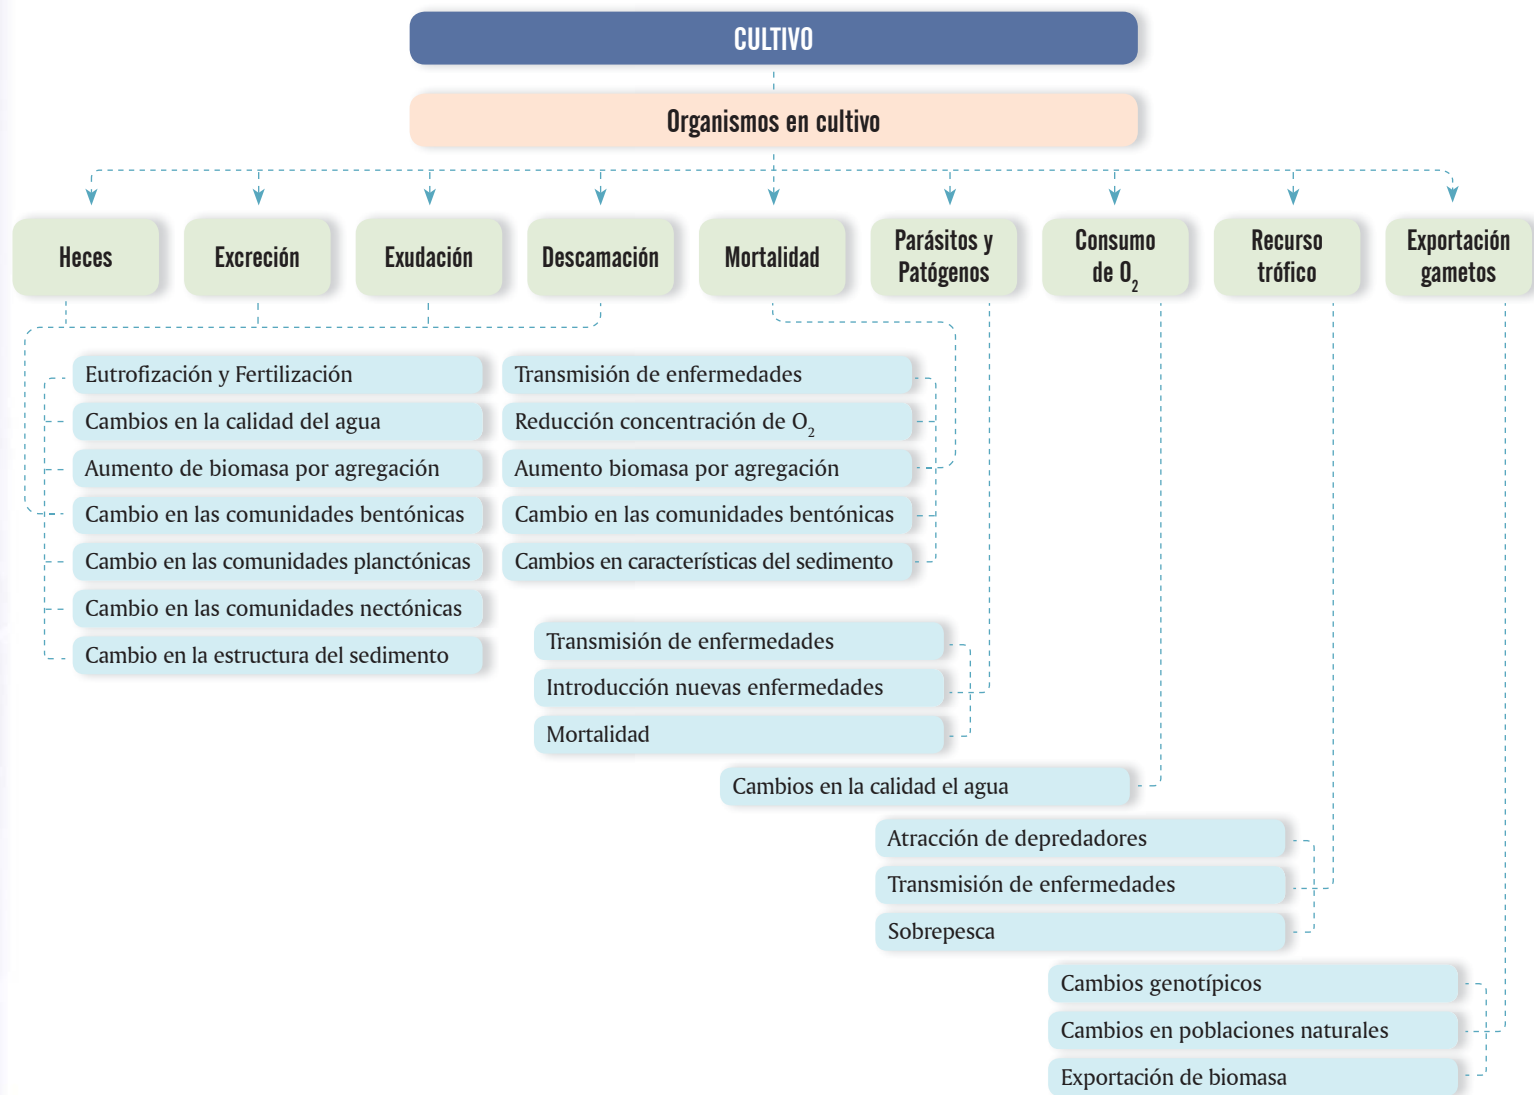 CULTIVO
Organismos en cultivo
Heces
Excreción
Exudación
Descamación
Mortalidad
Parásitos y
Patógenos
Consumo
de O₂
Recurso
trófico
Exportación
gametos
Eutrofización y Fertilización
Cambios en la calidad del agua
Aumento de biomasa por agregación
Cambio en las comunidades bentónicas
Cambio en las comunidades planctónicas
Cambio en las comunidades nectónicas
Cambio en la estructura del sedimento
Transmisión de enfermedades
Reducción concentración de O₂
Aumento biomasa por agregación
Cambio en las comunidades bentónicas
Cambios en características del sedimento
Transmisión de enfermedades
Introducción nuevas enfermedades
Mortalidad
Cambios en la calidad el agua
Atracción de depredadores
Transmisión de enfermedades
Sobrepesca
Cambios genotípicos
Cambios en poblaciones naturales
Exportación de biomasa